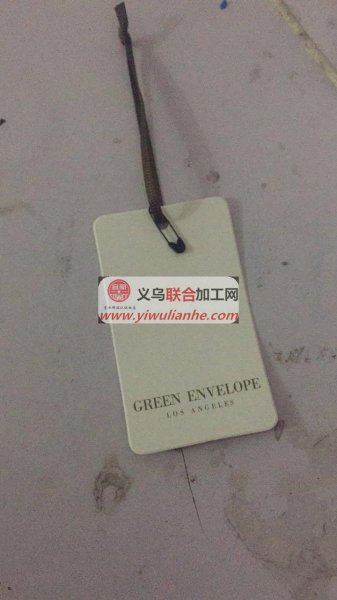 义乌联合加工网
www.yiwulianhe.com
GREEN ENVELOPE
LOS ANGELES